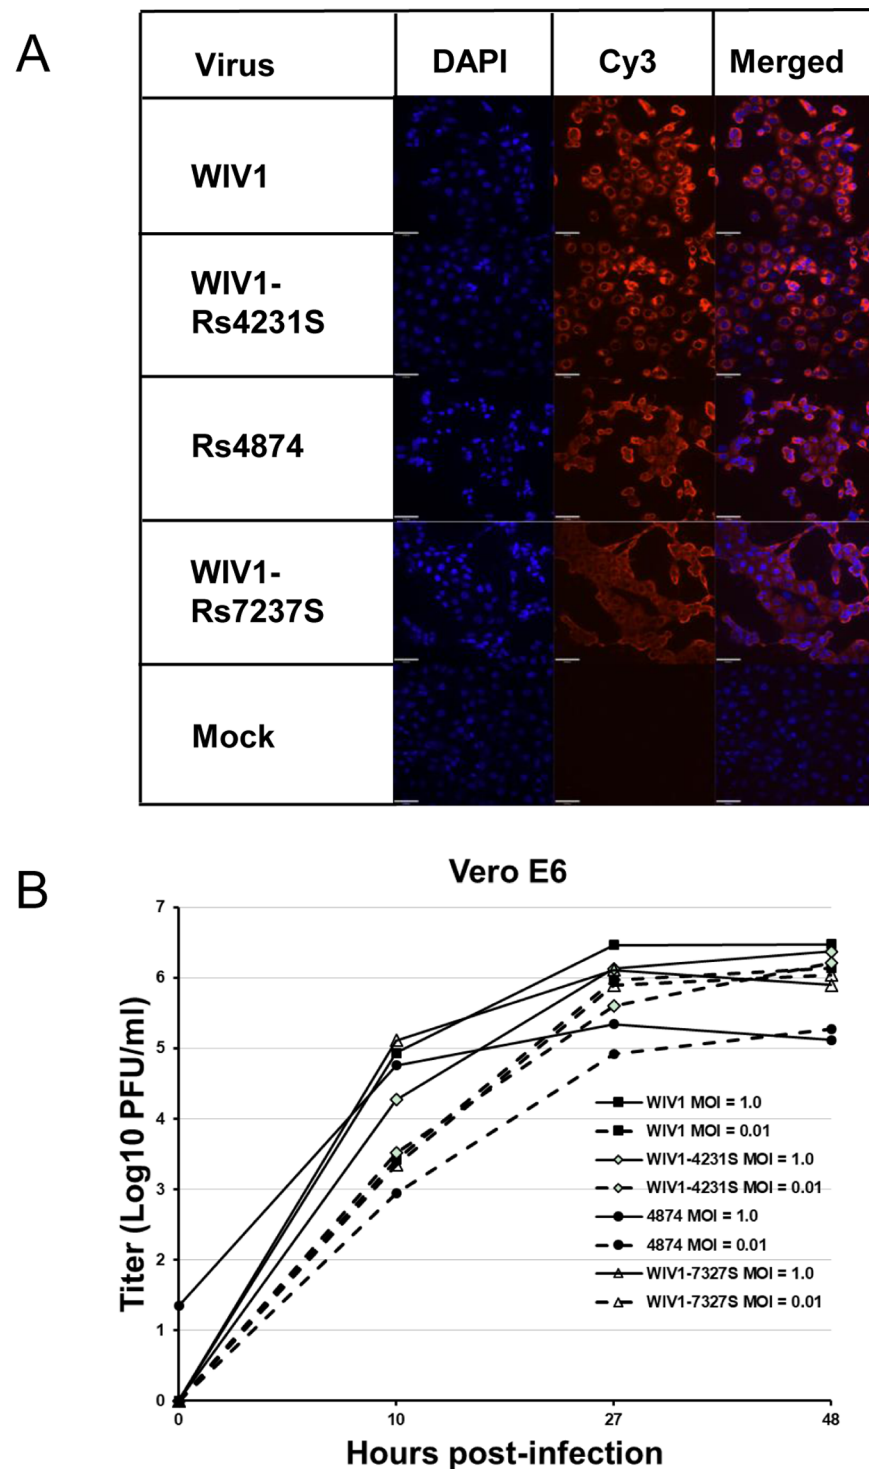 A
Virus DAPI Cy3 Merged
WIV1
WIV1-
Rs4231S
Rs4874
WIV1-
Rs7237S
Mock
B
Vero E6
Titer (Log10 PFU/ml)
7
6
5
4
3
2
1
0
WIV1 MOI = 1.0
WIV1 MOI = 0.01
WIV1-4231S MOI = 1.0
WIV1-4231S MOI = 0.01
4874 MOI = 1.0
4874 MOI = 0.01
WIV1-7327S MOI = 1.0
WIV1-7327S MOI = 0.01
0 10 27 48
Hours post-infection